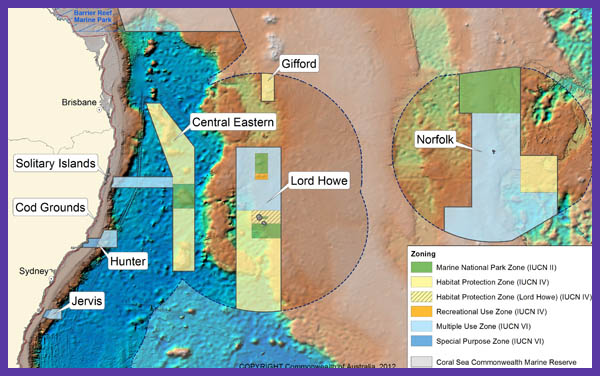 Barrier Reef
Marine Park
Gifford
Brisbane
Central Eastern
Norfolk
Solitary Islands
Lord Howe
Cod Grounds
Hunter
Sydney
Jervis
Zoning
Marine National Park Zone (IUCN II)
Habitat Protection Zone (IUCN IV)
Habitat Protection Zone (Lord Howe) (IUCN IV)
Recreational Use Zone (IUCN IV)
Multiple Use Zone (IUCN VI)
Special Purpose Zone (IUCN VI)
Coral Sea Commonwealth Marine Reserve
COPYRIGHT Commonwealth of Australia, 2012